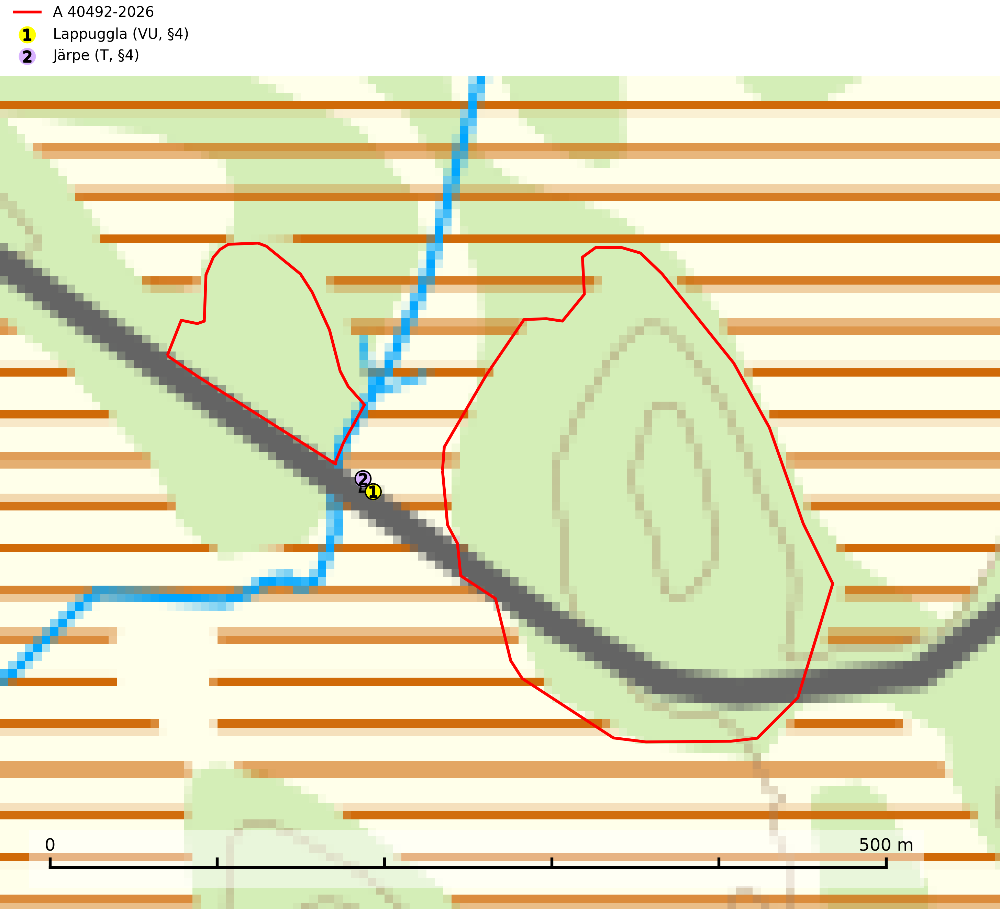 A 40492-2026
1 Lappuggla (VU, §4)
2 Järpe (T, §4)
2
1
0 500 m